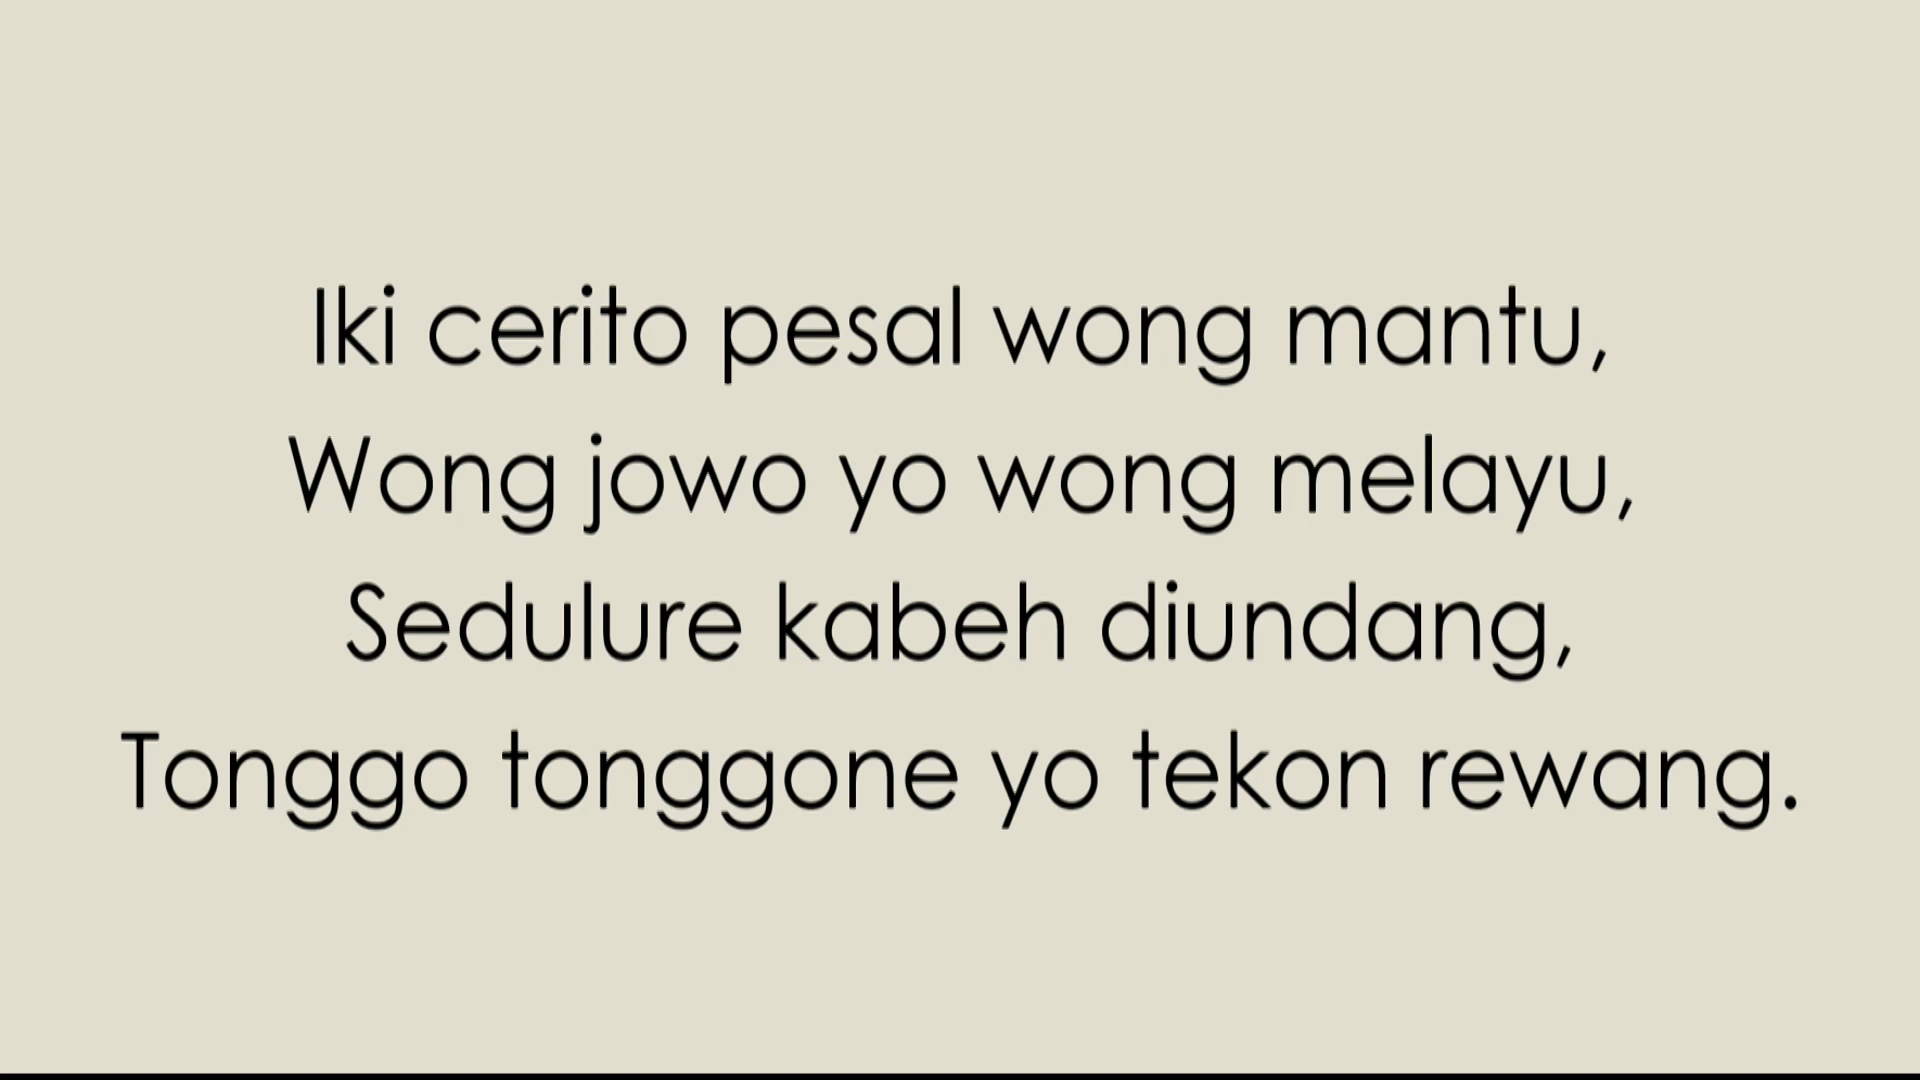 Iki cerito pesal wong mantu,
Wong jowo yo wong melayu,
Sedulure kabeh diundang,
Tonggo tonggone yo tekon rewang.